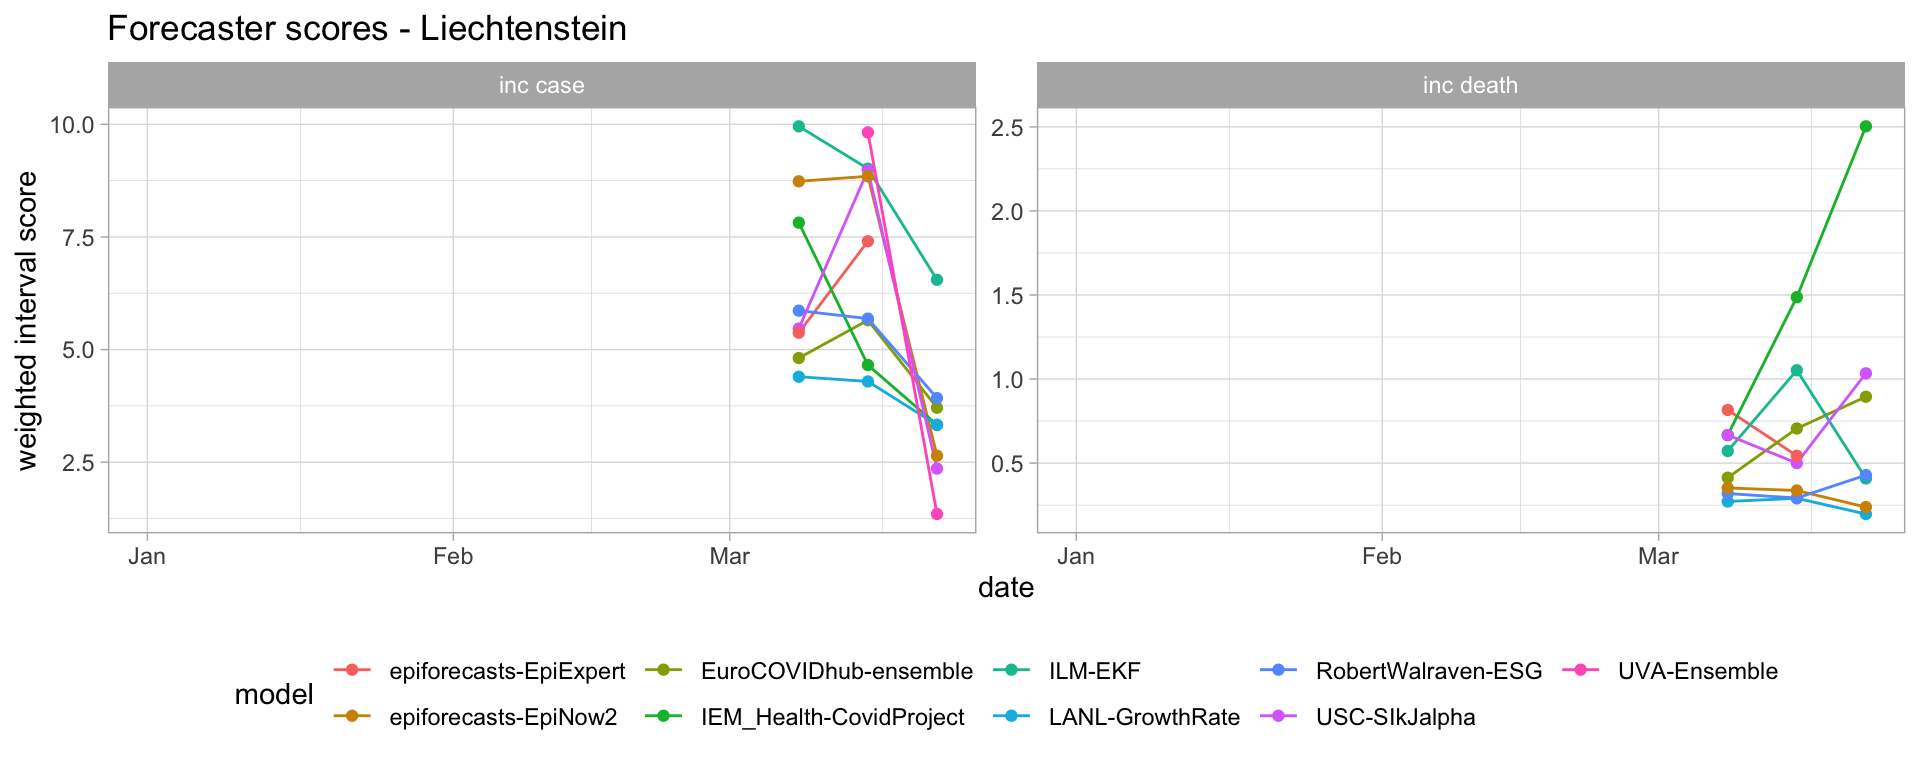 Forecaster scores - Liechtenstein
inc case
inc death
weighted interval score
10.0
7.5
5.0
2.5
2.5
2.0
1.5
1.0
0.5
Jan
Feb
Mar
Jan
Feb
Mar
date
model
epiforecasts-EpiExpert
EuroCOVIDhub-ensemble
ILM-EKF
RobertWalraven-ESG
UVA-Ensemble
epiforecasts-EpiNow2
IEM_Health-CovidProject
LANL-GrowthRate
USC-SIkJalpha